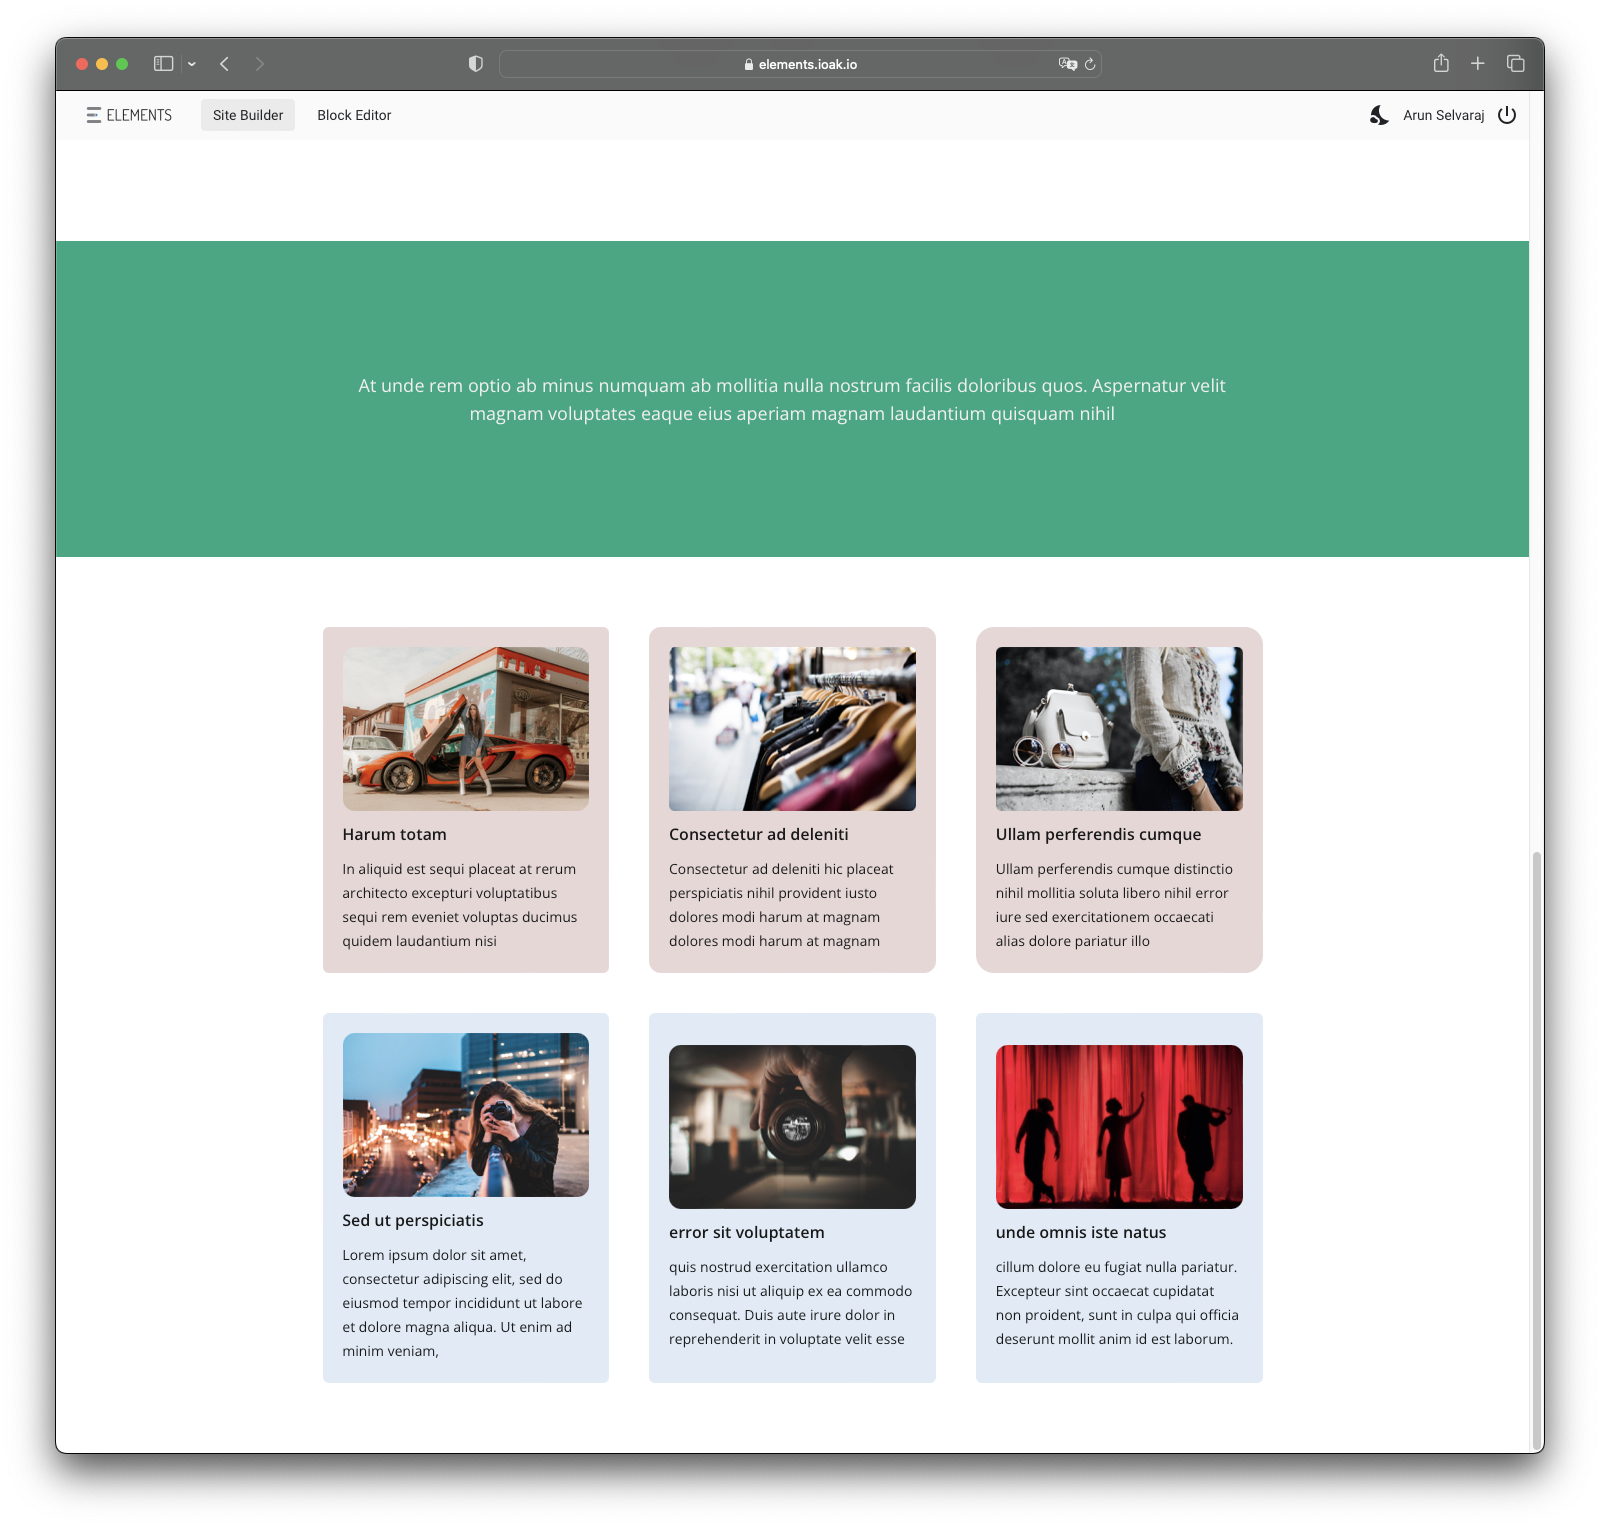 elements.ioak.io
ELEMENTS Site Builder Block Editor Arun Selvaraj
At unde rem optio ab minus numquam ab mollitia nulla nostrum facilis doloribus quos. Aspernatur velit
magnam voluptates eaque eius aperiam magnam laudantium quisquam nihil
Harum totam
In aliquid est sequi placeat at rerum
architecto excepturi voluptatibus
sequi rem eveniet voluptas ducimus
quidem laudantium nisi
Consectetur ad deleniti
Consectetur ad deleniti hic placeat
perspiciatis nihil provident iusto
dolores modi harum at magnam
dolores modi harum at magnam
Ullam perferendis cumque
Ullam perferendis cumque distinctio
nihil mollitia soluta libero nihil error
iure sed exercitationem occaecati
alias dolore pariatur illo
Sed ut perspiciatis
Lorem ipsum dolor sit amet,
consectetur adipiscing elit, sed do
eiusmod tempor incididunt ut labore
et dolore magna aliqua. Ut enim ad
minim veniam,
error sit voluptatem
quis nostrud exercitation ullamco
laboris nisi ut aliquip ex ea commodo
consequat. Duis aute irure dolor in
reprehenderit in voluptate velit esse
unde omnis iste natus
cillum dolore eu fugiat nulla pariatur.
Excepteur sint occaecat cupidatat
non proident, sunt in culpa qui officia
deserunt mollit anim id est laborum.